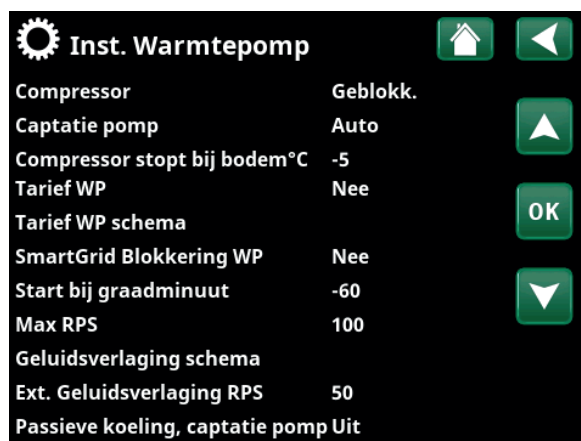 Inst. Warmtepomp
Compressor Geblokk.
Captatie pomp Auto
Compressor stopt bij bodem°C -5
Tarief WP Nee
Tarief WP schema
OK
SmartGrid Blokkering WP Nee
Start bij graadminuut -60
Max RPS 100
Geluidsverlaging schema
Ext. Geluidsverlaging RPS 50
Passieve koeling, captatie pomp Uit